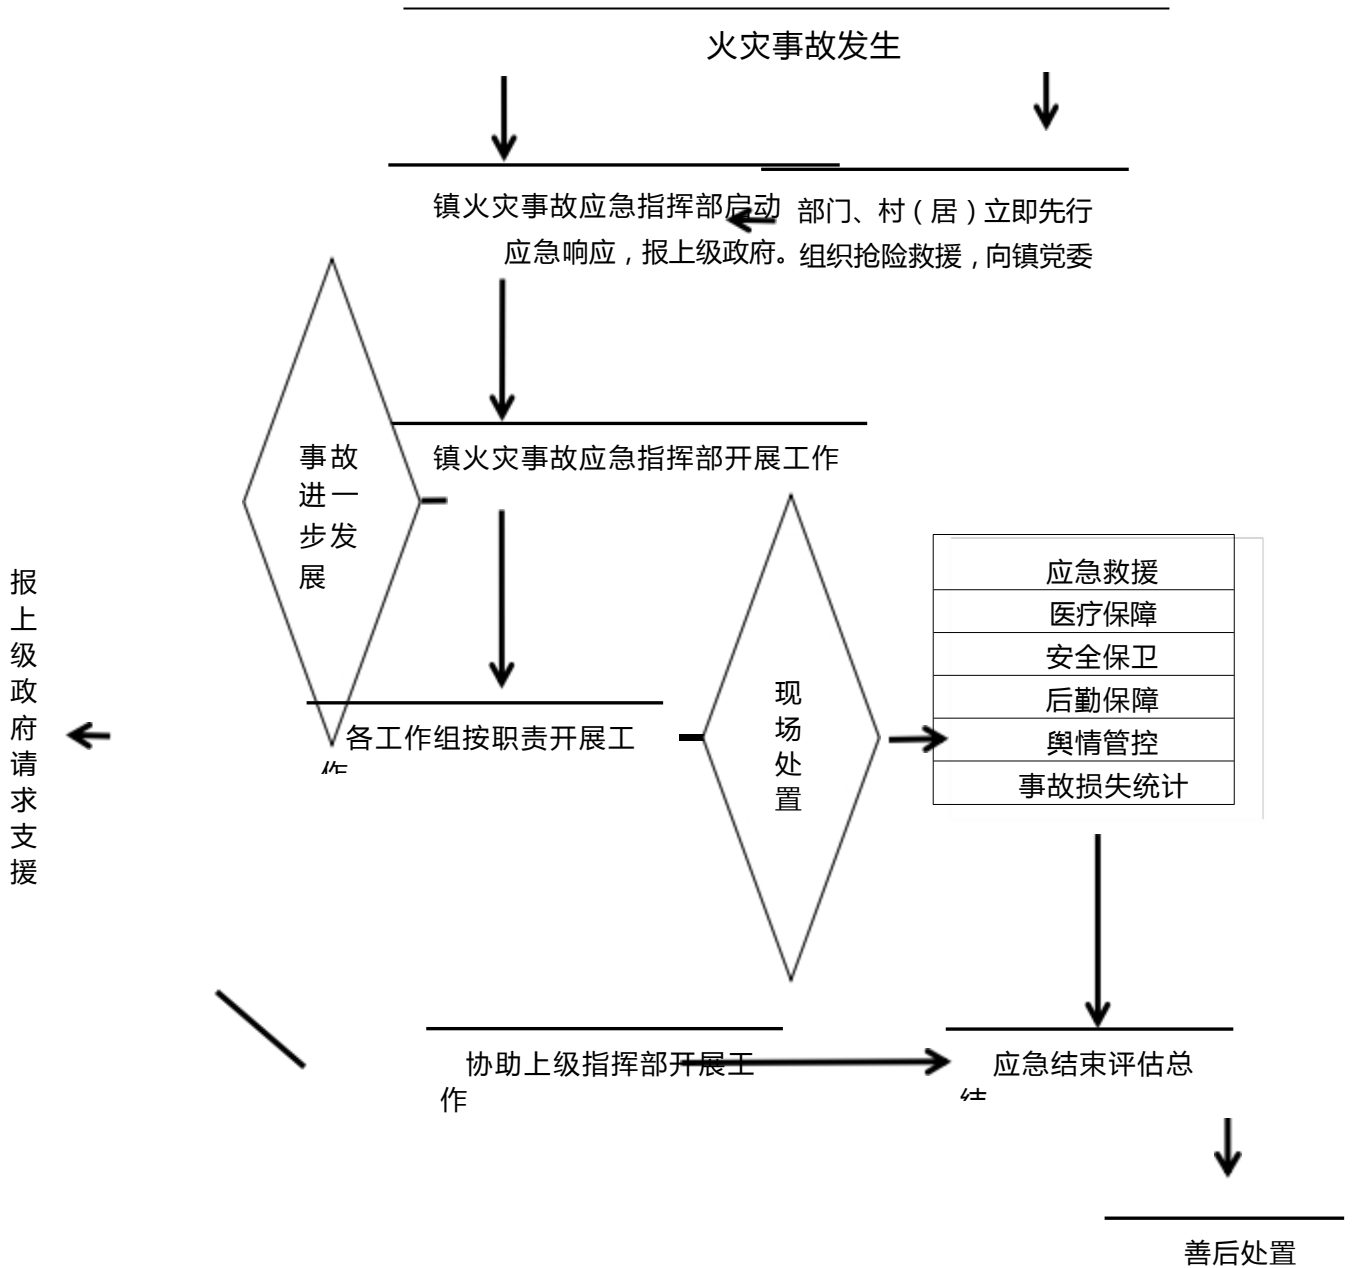 火灾事故发生
镇火灾事故应急指挥部启动
应急响应，报上级政府。
部门、村（居）立即先行
组织抢险救援，向镇党委
事故
进一
步发
展
镇火灾事故应急指挥部开展工作
报
上
级
政
府
请
求
支
援
各工作组按职责开展工
作
现
场
处
置
应急救援
医疗保障
安全保卫
后勤保障
舆情管控
事故损失统计
协助上级指挥部开展工
作
应急结束评估总
结
善后处置